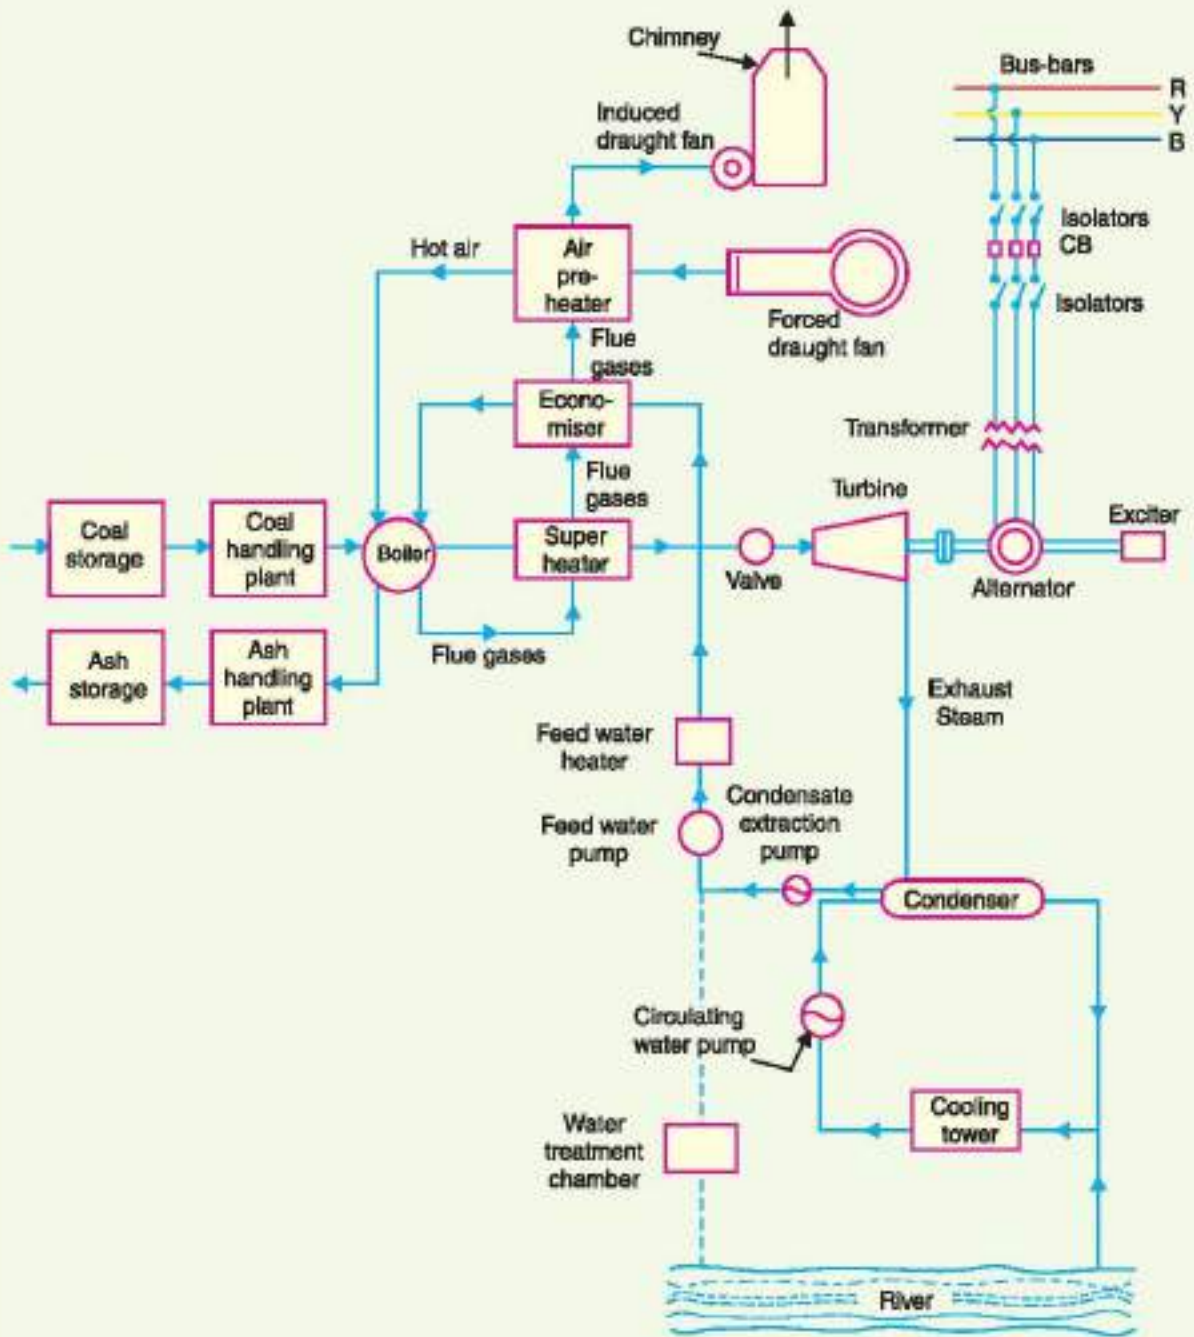 Chimney
Bus-bars
R
Y
B
Induced
draught fan
Isolators
CB
Isolators
Hot air
Air
pre-
heater
Forced
draught fan
Flue
gases
Econo-
miser
Transformer
Flue
gases
Turbine
Exciter
Coal
storage
Coal
handling
plant
Boiler
Super
heater
Valve
Alternator
Flue gases
Ash
storage
Ash
handling
plant
Exhaust
Steam
Feed water
heater
Condensate
extraction
pump
Feed water
pump
Condenser
Circulating
water pump
Cooling
tower
Water
treatment
chamber
River